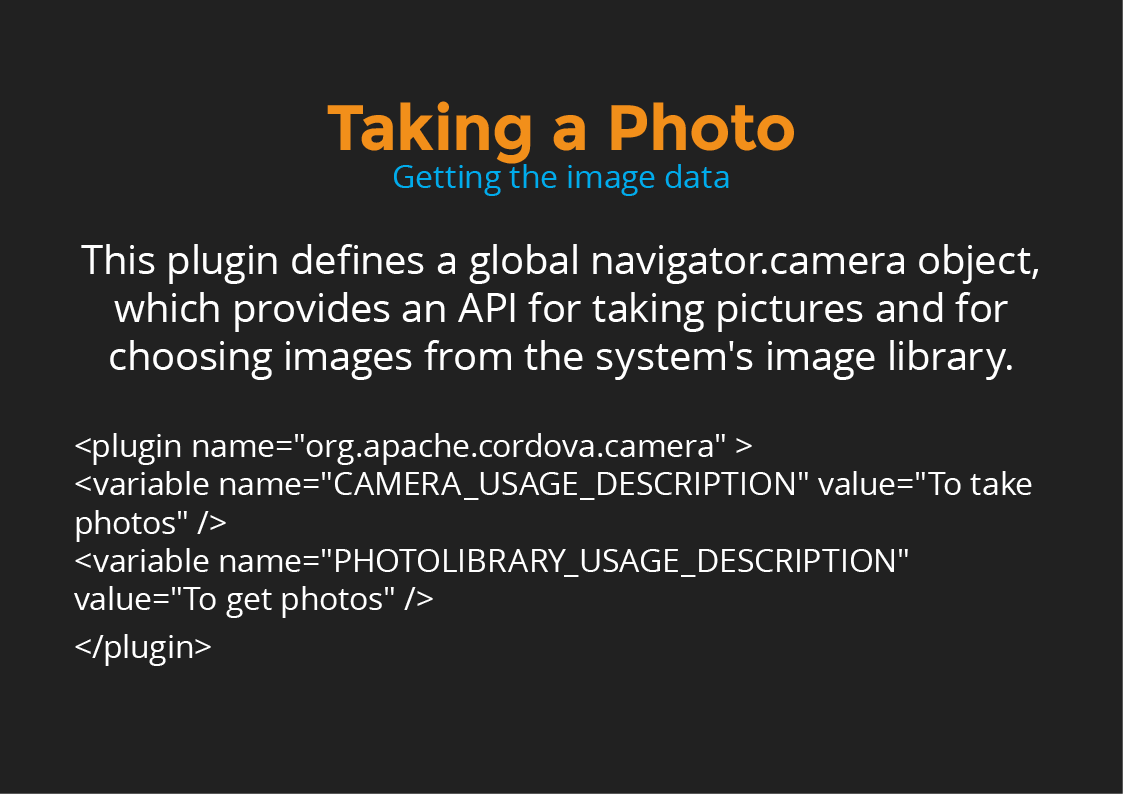 Taking a Photo
Getting the image data
This plugin defines a global navigator.camera object,
which provides an API for taking pictures and for
choosing images from the system's image library.
<plugin name="org.apache.cordova.camera" >
<variable name="CAMERA_USAGE_DESCRIPTION" value="To take
photos" />
<variable name="PHOTOLIBRARY_USAGE_DESCRIPTION"
value="To get photos" />
</plugin>